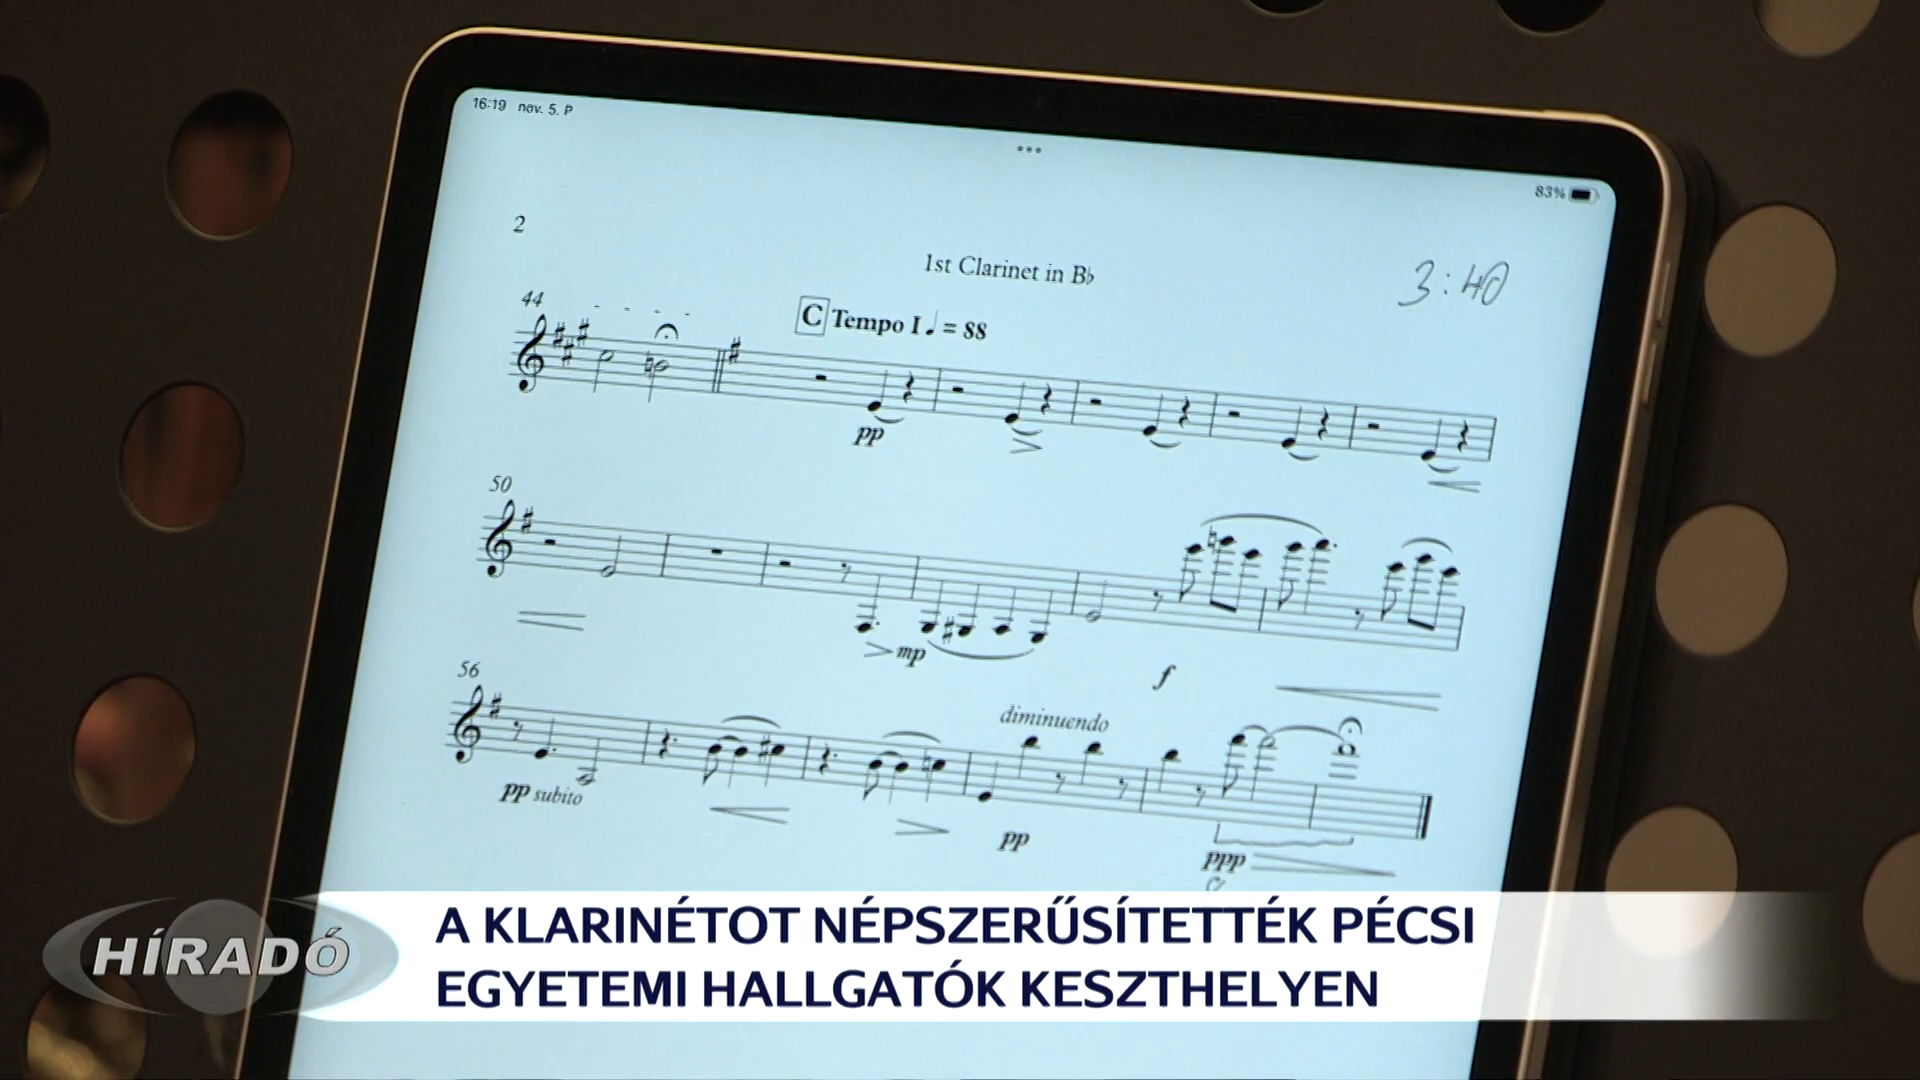 16:19 nov. 5. P
83%
2
1st Clarinet in B♭
3:40
44
C Tempo I ♩ = 88
pp
50
mp
f
56
diminuendo
pp subito
pp
ppp
HÍRADÓ
A KLARINÉTOT NÉPSZERŰSÍTETTÉK PÉCSI
EGYETEMI HALLGATÓK KESZTHELYEN